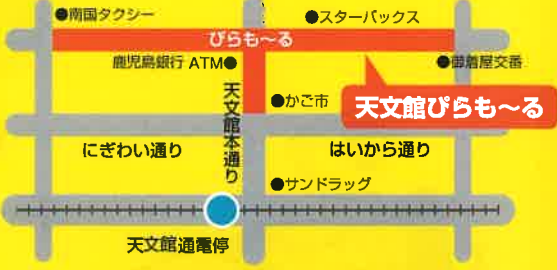 ●南国タクシー
●スターバックス
ぴらも～る
鹿児島銀行 ATM●
●御着屋交番
●かご市
天文館ぴらも～る
天文館本通り
にぎわい通り
はいから通り
●サンドラッグ
天文館通電停